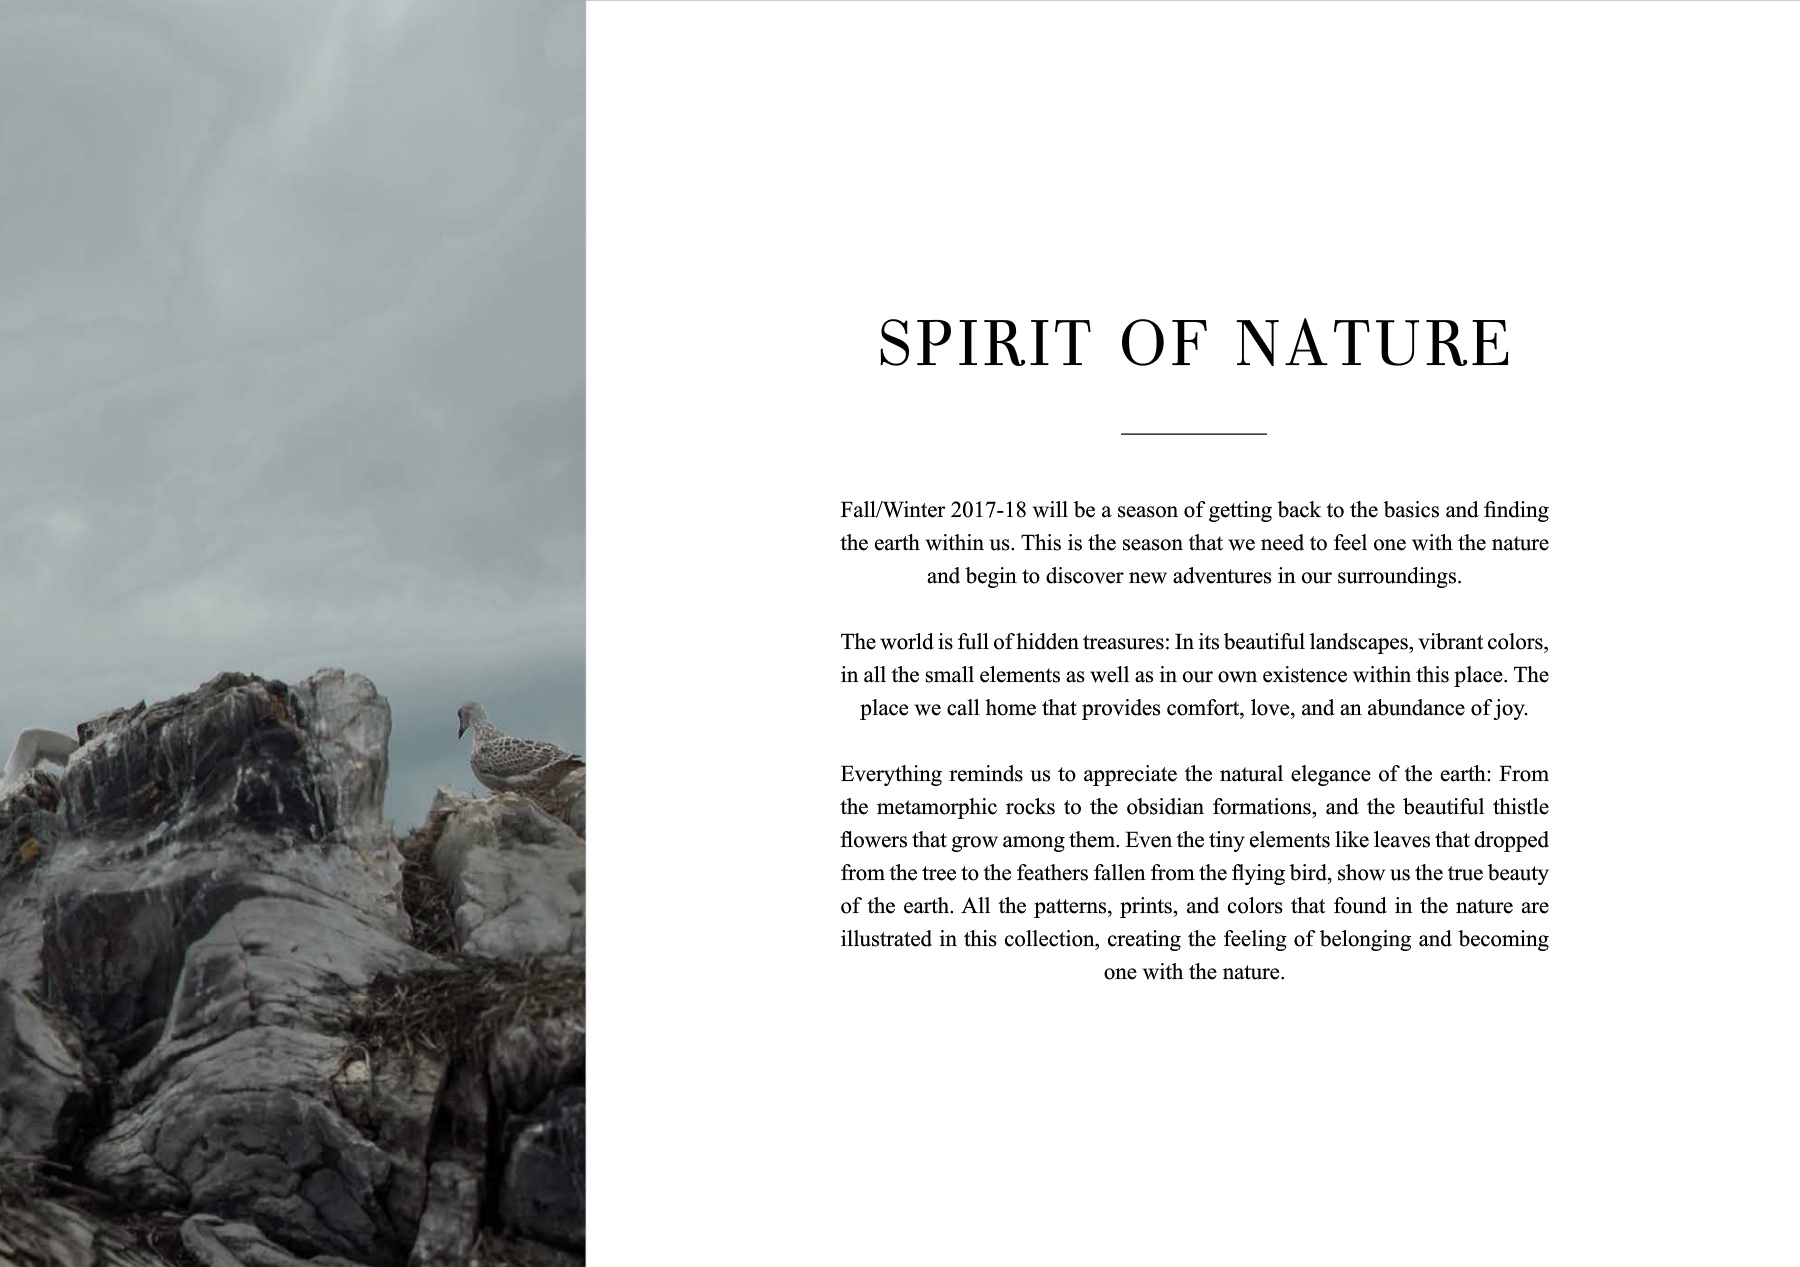 SPIRIT OF NATURE
Fall/Winter 2017-18 will be a season of getting back to the basics and finding
the earth within us. This is the season that we need to feel one with the nature
and begin to discover new adventures in our surroundings.
The world is full of hidden treasures: In its beautiful landscapes, vibrant colors,
in all the small elements as well as in our own existence within this place. The
place we call home that provides comfort, love, and an abundance of joy.
Everything reminds us to appreciate the natural elegance of the earth: From
the metamorphic rocks to the obsidian formations, and the beautiful thistle
flowers that grow among them. Even the tiny elements like leaves that dropped
from the tree to the feathers fallen from the flying bird, show us the true beauty
of the earth. All the patterns, prints, and colors that found in the nature are
illustrated in this collection, creating the feeling of belonging and becoming
one with the nature.